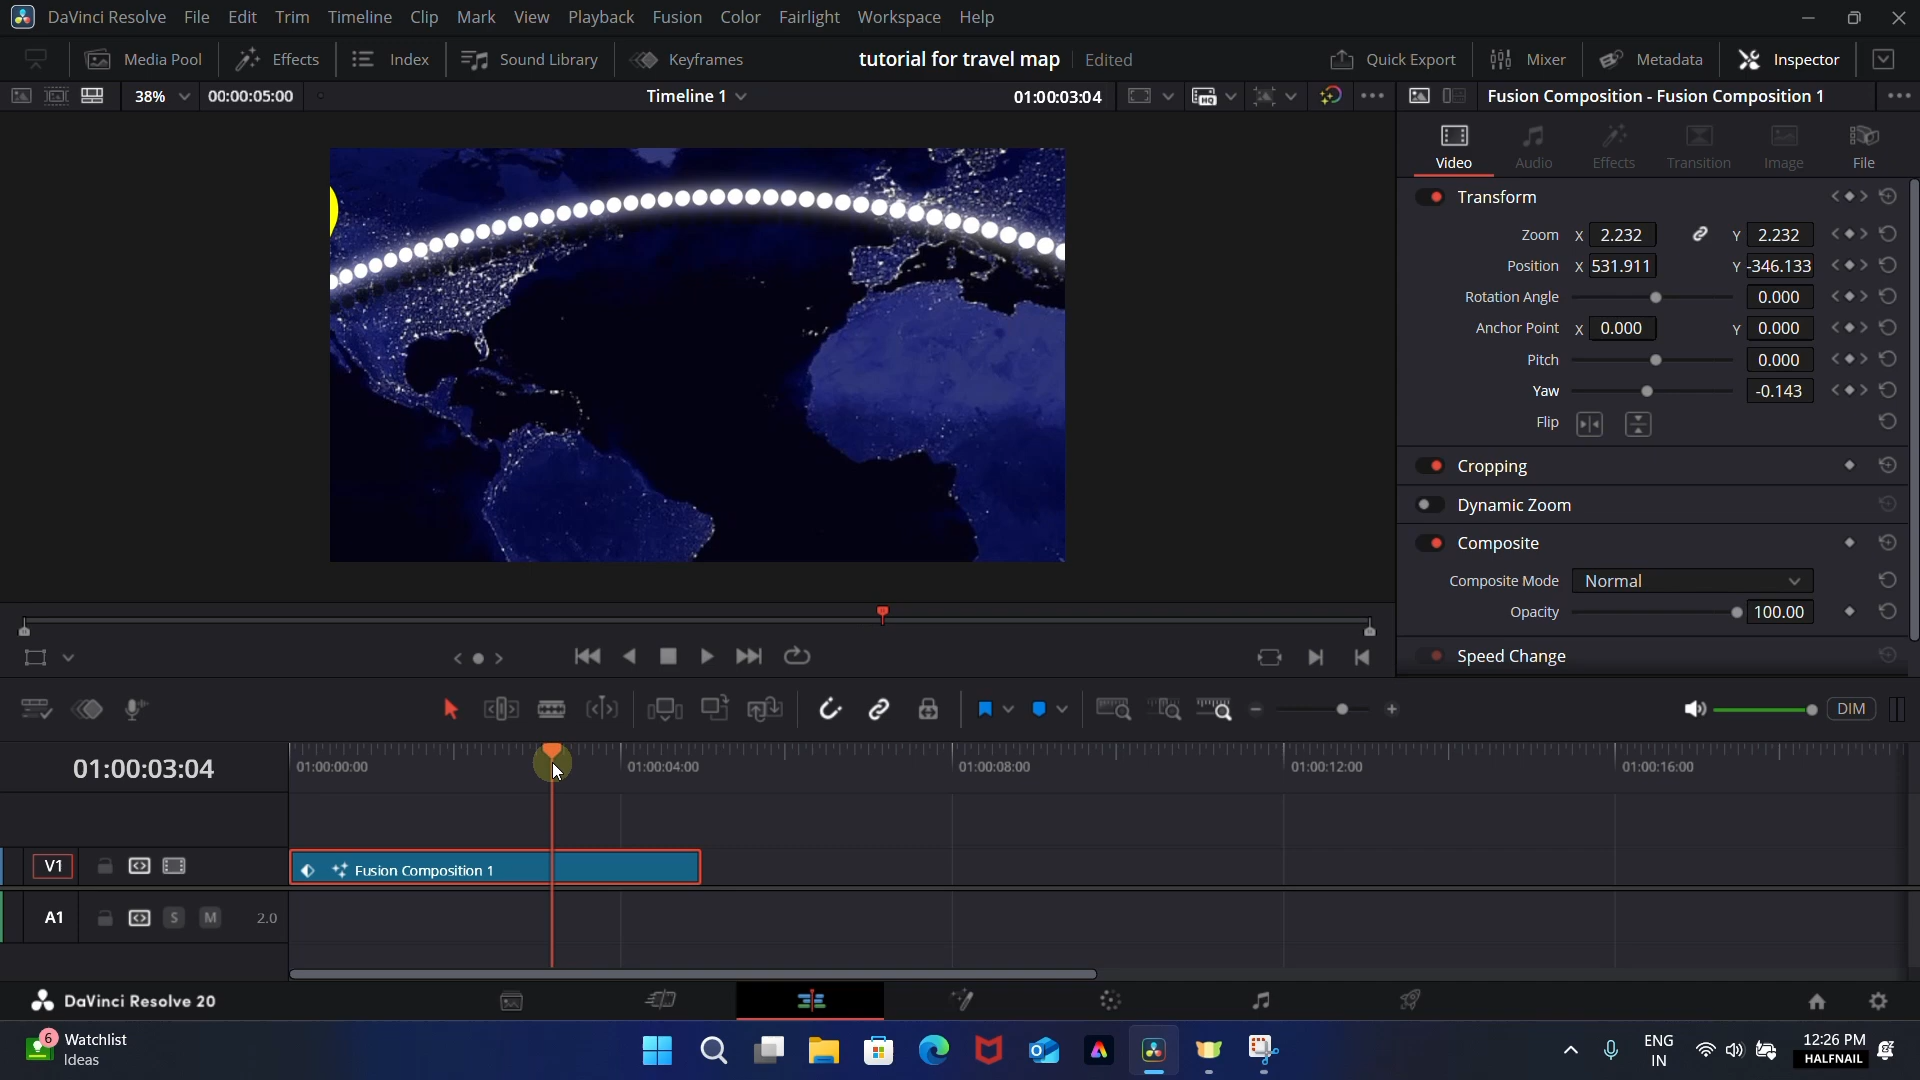 DaVinci Resolve File Edit Trim Timeline Clip Mark View Playback Fusion Color Fairlight Workspace Help
Media Pool Effects Index Sound Library Keyframes tutorial for travel map Edited Quick Export Mixer Metadata Inspector
38% 00:00:05:00 Timeline 1 01:00:03:04 HQ Fusion Composition - Fusion Composition 1
Video Audio Effects Transition Image File
Transform
Zoom X 2.232 Y 2.232
Position X 531.911 Y -346.133
Rotation Angle 0.000
Anchor Point X 0.000 Y 0.000
Pitch 0.000
Yaw -0.143
Flip
Cropping
Dynamic Zoom
Composite
Composite Mode Normal
Opacity 100.00
Speed Change
DIM
01:00:03:04 01:00:00:00 01:00:04:00 01:00:08:00 01:00:12:00 01:00:16:00
V1 Fusion Composition 1
A1 S M 2.0
DaVinci Resolve 20
6 Watchlist
Ideas
ENG
IN
12:26 PM
HALFNAIL